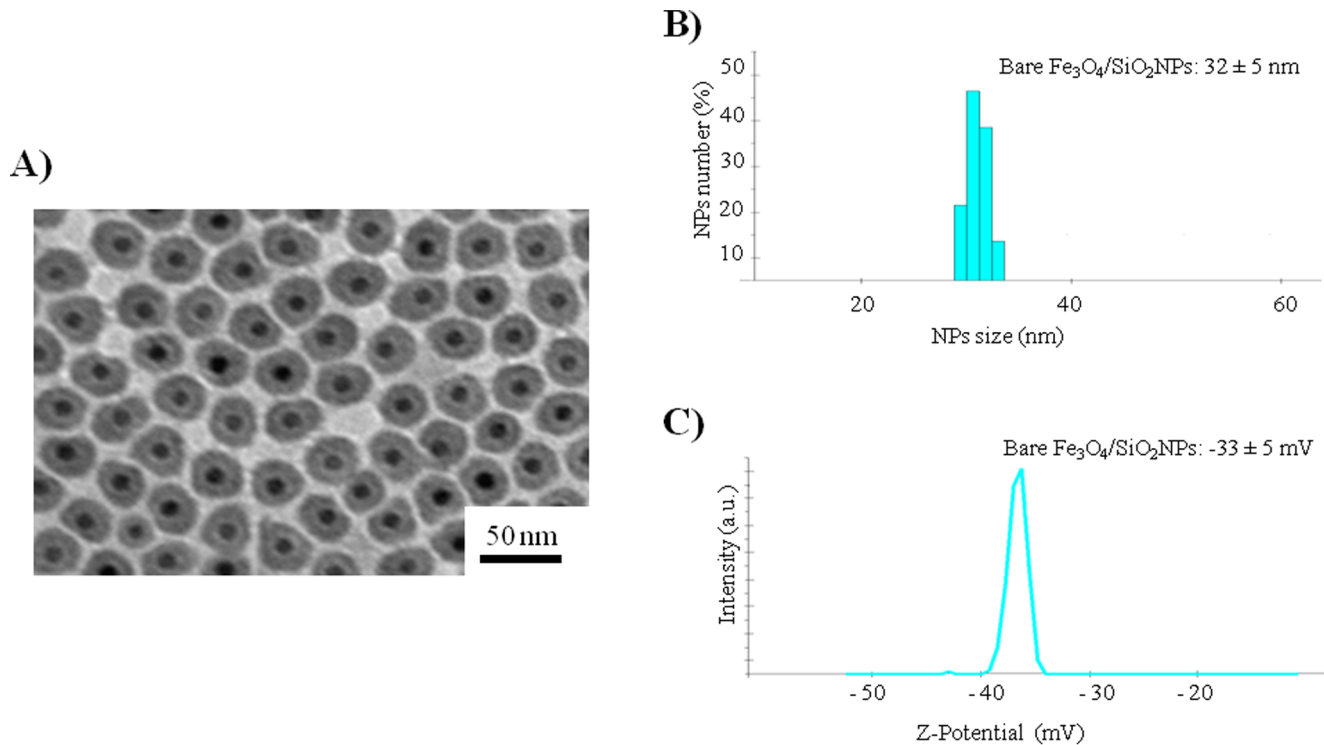 A)
50 nm
B)
Bare Fe₃O₄/SiO₂NPs: 32 ± 5 nm
NPs number (%)
50
40
30
20
10
20 40 60
NPs size (nm)
C)
Bare Fe₃O₄/SiO₂NPs: -33 ± 5 mV
Intensity (a.u.)
-50 -40 -30 -20
Z-Potential (mV)